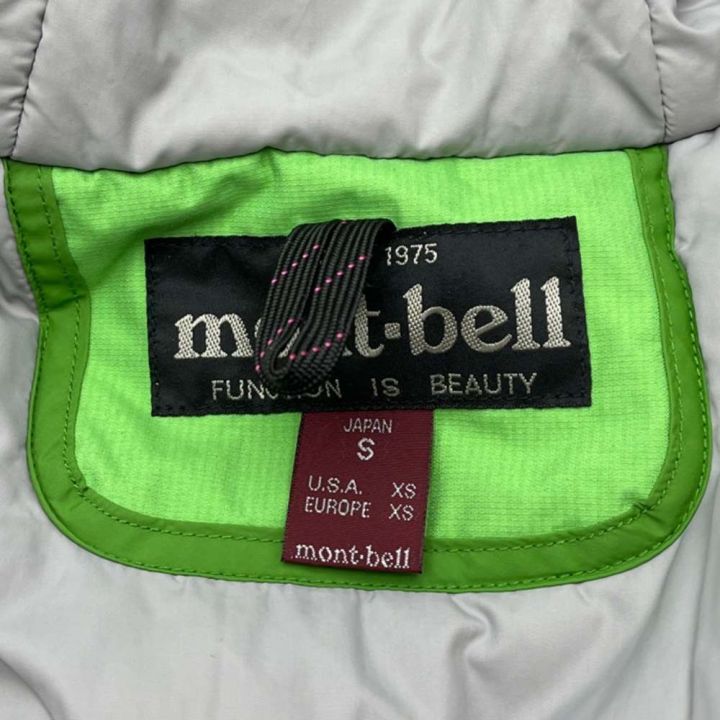 1975
mont-bell
FUNCTION IS BEAUTY
JAPAN
S
U.S.A. XS
EUROPE XS
mont-bell